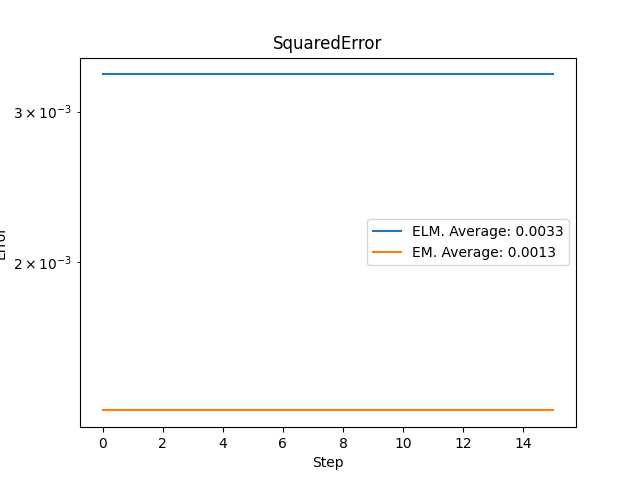 SquaredError
3 × 10⁻³
2 × 10⁻³
Error
ELM. Average: 0.0033
EM. Average: 0.0013
0 2 4 6 8 10 12 14
Step